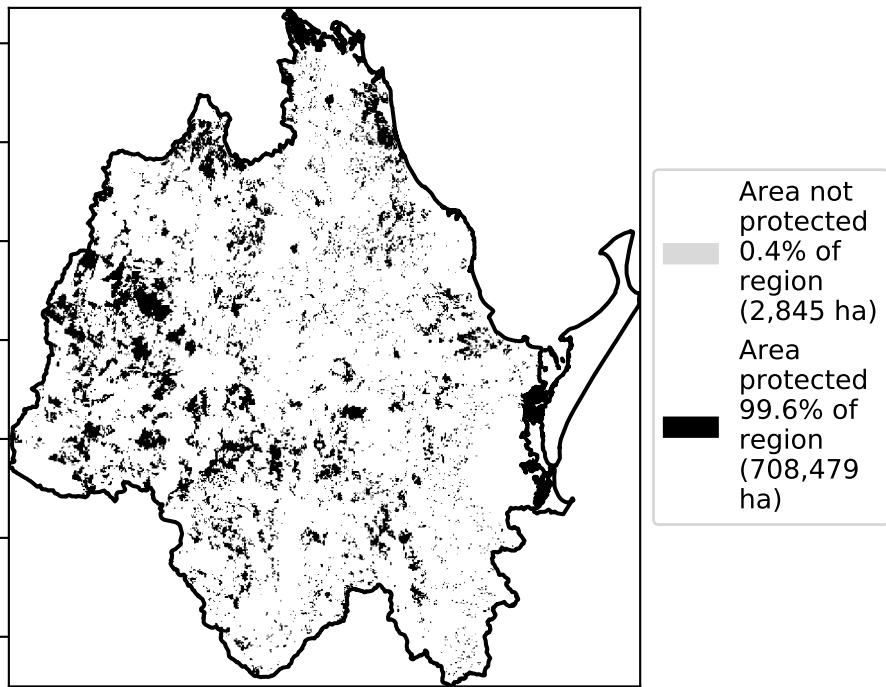 Area not
protected
0.4% of
region
(2,845 ha)
Area
protected
99.6% of
region
(708,479
ha)